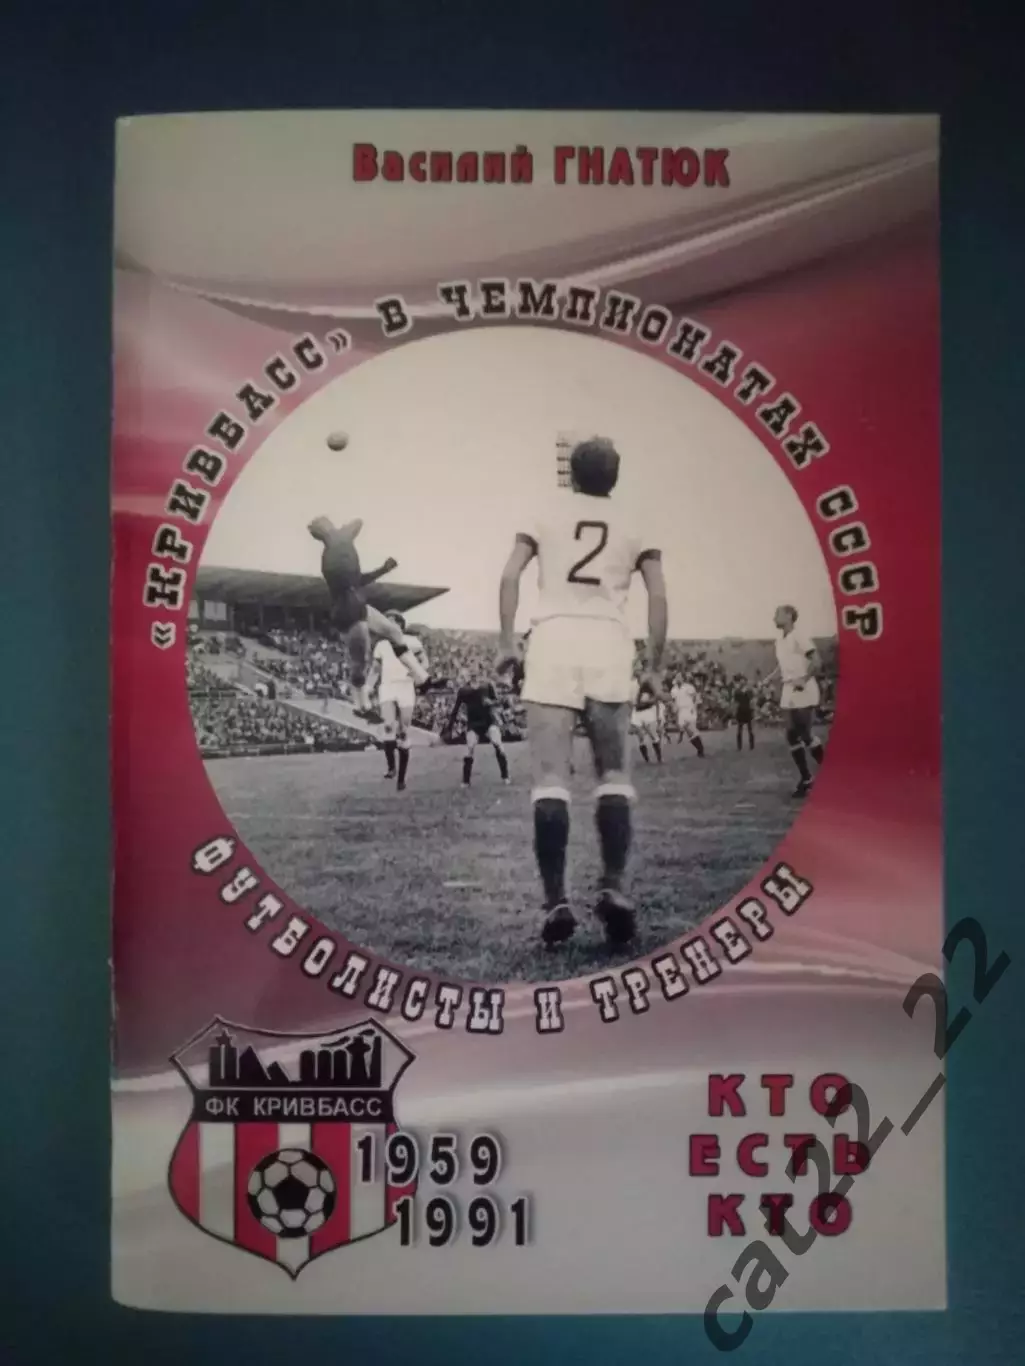 Василий ГНАТЮК
«КРИВБАСС» В ЧЕМПИОНАТАХ СССР
2
ФУТБОЛИСТЫ И ТРЕНЕРЫ
ФК КРИВБАСС
1959
1991
КТО
ЕСТЬ
КТО
cat22_22